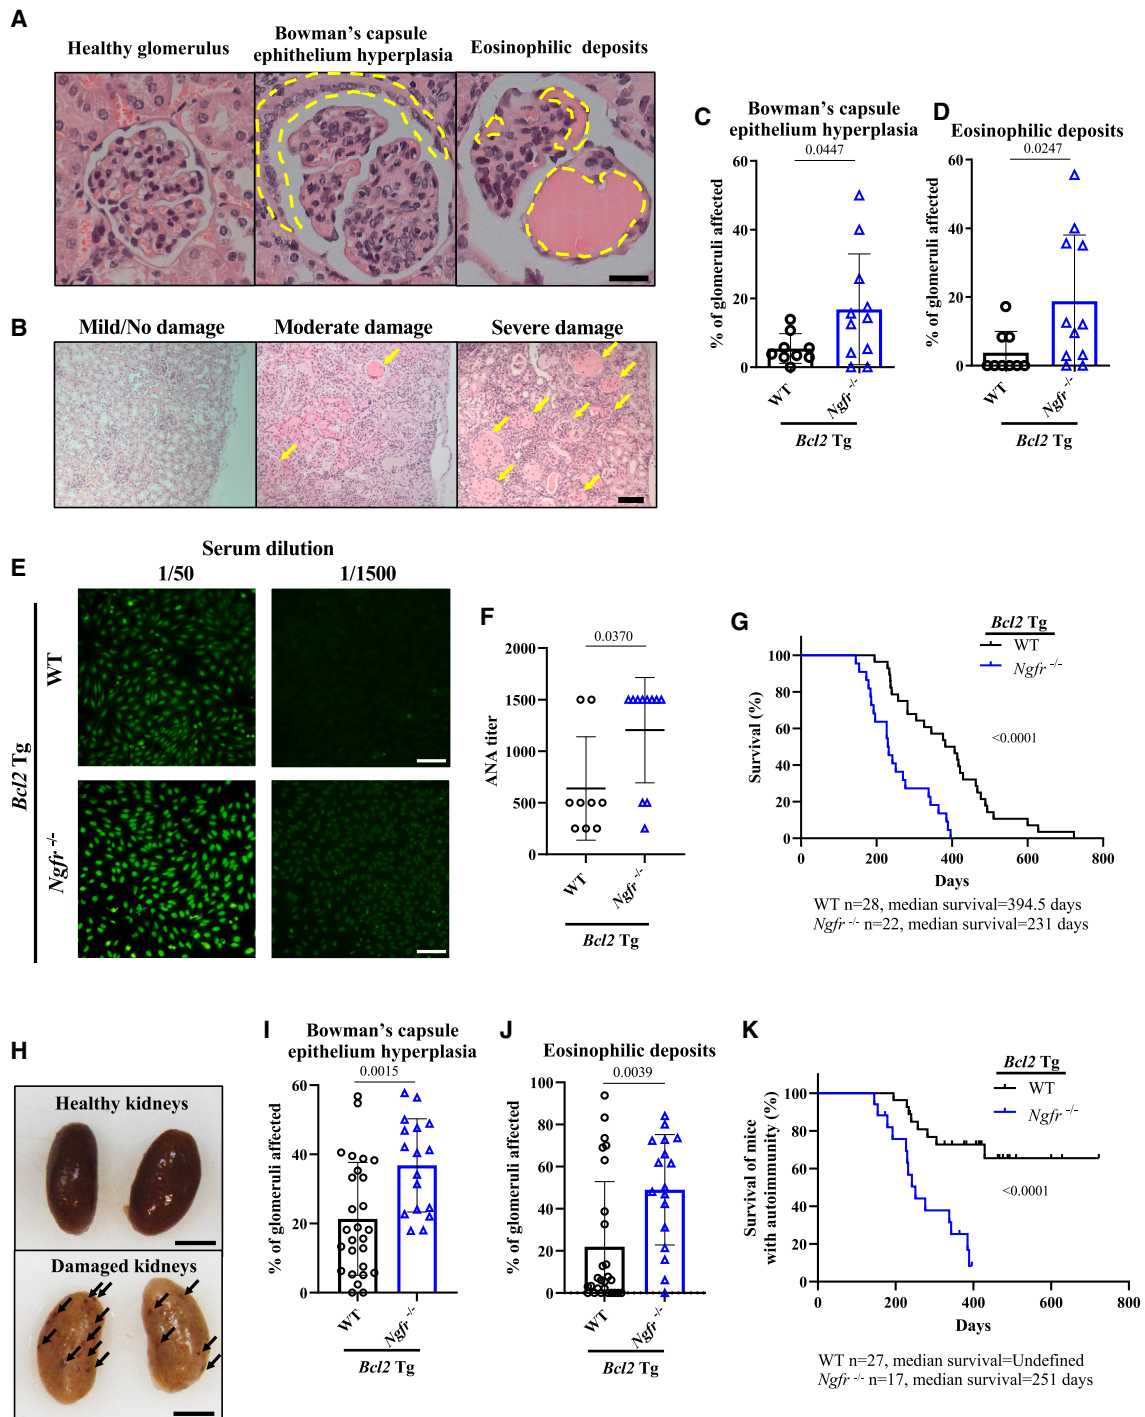 A
Healthy glomerulus
Bowman's capsule
ephithelium hyperplasia
Eosinophilic deposits
B
Mild/No damage
Moderate damage
Severe damage
C
Bowman's capsule
epithelium hyperplasia
0.0447
% of glomeruli affected
60
40
20
0
WT
Ngfr -/-
Bcl2 Tg
D
Eosinophilic deposits
0.0247
% of glomeruli affected
60
40
20
0
WT
Ngfr -/-
Bcl2 Tg
E
Serum dilution
1/50
1/1500
Bcl2 Tg
WT
Ngfr -/-
F
0.0370
ANA titer
2000
1500
1000
500
0
WT
Ngfr -/-
Bcl2 Tg
G
Bcl2 Tg
WT
Ngfr -/-
<0.0001
Survival (%)
100
80
60
40
20
0
0 200 400 600 800
Days
WT n=28, median survival=394.5 days
Ngfr -/- n=22, median survival=231 days
H
Healthy kidneys
Damaged kidneys
I
Bowman's capsule
epithelium hyperplasia
0.0015
% of glomeruli affected
60
40
20
0
WT
Ngfr -/-
Bcl2 Tg
J
Eosinophilic deposits
0.0039
% of glomeruli affected
100
80
60
40
20
0
WT
Ngfr -/-
Bcl2 Tg
K
Bcl2 Tg
WT
Ngfr -/-
<0.0001
Survival of mice
with autoimmunity (%)
100
80
60
40
20
0
0 200 400 600 800
Days
WT n=27, median survival=Undefined
Ngfr -/- n=17, median survival=251 days